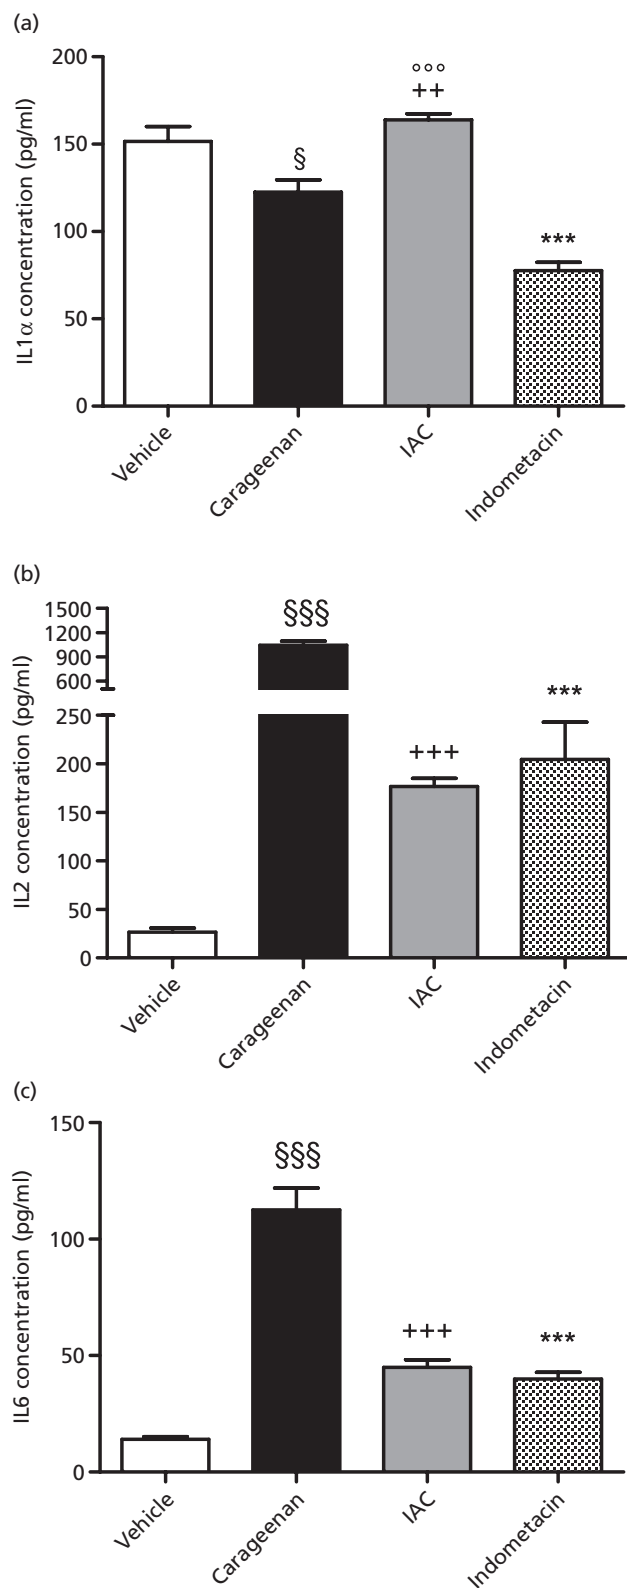 (a)
IL1α concentration (pg/ml)
200
150
100
50
0
°°°
++
§
***
Vehicle
Carageenan
IAC
Indometacin
(b)
IL2 concentration (pg/ml)
1500
1200
900
600
250
200
150
100
50
0
§§§
+++
***
Vehicle
Carageenan
IAC
Indometacin
(c)
IL6 concentration (pg/ml)
150
100
50
0
§§§
+++
***
Vehicle
Carageenan
IAC
Indometacin